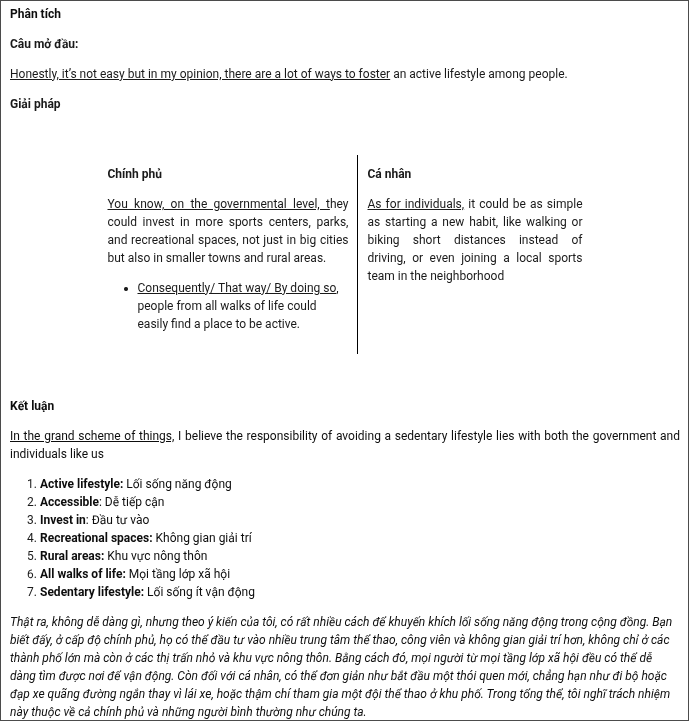 Phân tích
Câu mở đầu:
Honestly, it’s not easy but in my opinion, there are a lot of ways to foster an active lifestyle among people.
Giải pháp
Chính phủ
You know, on the governmental level, they
could invest in more sports centers, parks,
and recreational spaces, not just in big cities
but also in smaller towns and rural areas.
• Consequently/ That way/ By doing so,
people from all walks of life could
easily find a place to be active.
Cá nhân
As for individuals, it could be as simple
as starting a new habit, like walking or
biking short distances instead of
driving, or even joining a local sports
team in the neighborhood
Kết luận
In the grand scheme of things, I believe the responsibility of avoiding a sedentary lifestyle lies with both the government and
individuals like us
1. Active lifestyle: Lối sống năng động
2. Accessible: Dễ tiếp cận
3. Invest in: Đầu tư vào
4. Recreational spaces: Không gian giải trí
5. Rural areas: Khu vực nông thôn
6. All walks of life: Mọi tầng lớp xã hội
7. Sedentary lifestyle: Lối sống ít vận động
Thật ra, không dễ dàng gì, nhưng theo ý kiến của tôi, có rất nhiều cách để khuyến khích lối sống năng động trong cộng đồng. Bạn
biết đấy, ở cấp độ chính phủ, họ có thể đầu tư vào nhiều trung tâm thể thao, công viên và không gian giải trí hơn, không chỉ ở các
thành phố lớn mà còn ở các thị trấn nhỏ và khu vực nông thôn. Bằng cách đó, mọi người từ mọi tầng lớp xã hội đều có thể dễ
dàng tìm được nơi để vận động. Còn đối với cá nhân, có thể đơn giản như bắt đầu một thói quen mới, chẳng hạn như đi bộ hoặc
đạp xe quãng đường ngắn thay vì lái xe, hoặc thậm chí tham gia một đội thể thao ở khu phố. Trong tổng thể, tôi nghĩ trách nhiệm
này thuộc về cả chính phủ và những người bình thường như chúng ta.